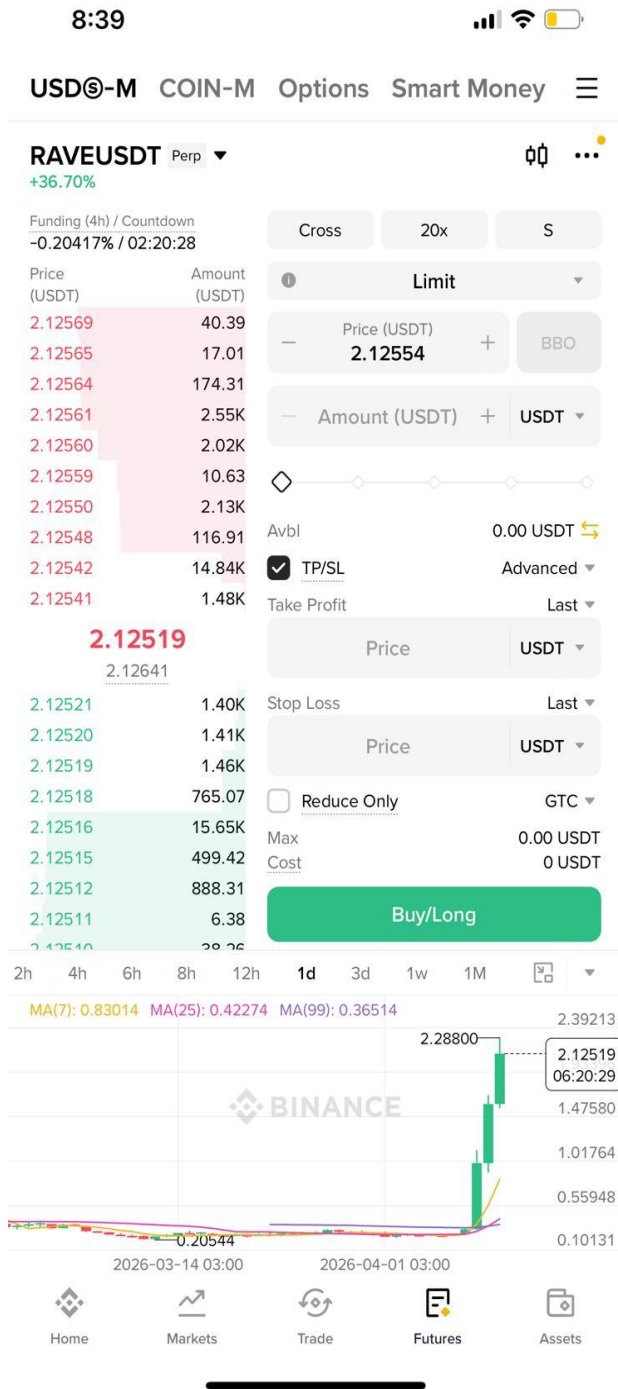 8:39
USDⓈ-M COIN-M Options Smart Money
RAVEUSDT Perp
+36.70%
Funding (4h) / Countdown
-0.20417% / 02:20:28
Cross 20x S
Price Amount
(USDT) (USDT)
Limit
Price (USDT)
2.12554
BBO
Amount (USDT) USDT
2.12569 40.39
2.12565 17.01
2.12564 174.31
2.12561 2.55K
2.12560 2.02K
2.12559 10.63
2.12550 2.13K
2.12548 116.91
2.12542 14.84K
2.12541 1.48K
2.12519
2.12641
2.12521 1.40K
2.12520 1.41K
2.12519 1.46K
2.12518 765.07
2.12516 15.65K
2.12515 499.42
2.12512 888.31
2.12511 6.38
2.12510 38.26
Avbl 0.00 USDT
TP/SL Advanced
Take Profit Last
Price USDT
Stop Loss Last
Price USDT
Reduce Only GTC
Max 0.00 USDT
Cost 0 USDT
Buy/Long
2h 4h 6h 8h 12h 1d 3d 1w 1M
MA(7): 0.83014 MA(25): 0.42274 MA(99): 0.36514
2.39213
2.28800
2.12519
06:20:29
BINANCE
1.47580
1.01764
0.55948
0.20544
0.10131
2026-03-14 03:00 2026-04-01 03:00
Home Markets Trade Futures Assets